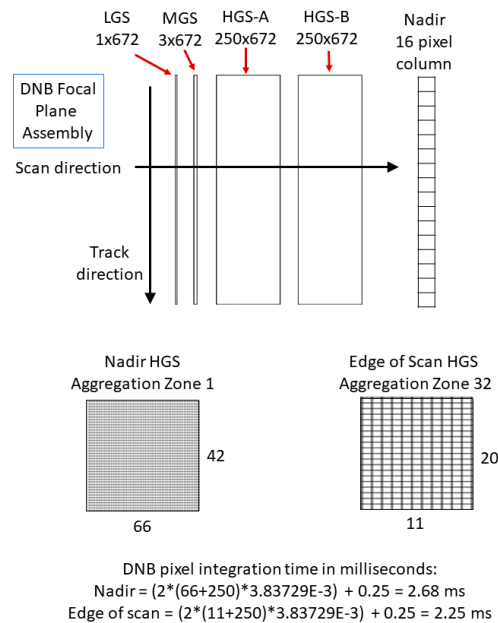 LGS
1x672
MGS
3x672
HGS-A
250x672
HGS-B
250x672
Nadir
16 pixel
column
DNB Focal
Plane
Assembly
Scan direction
Track
direction
Nadir HGS
Aggregation Zone 1
42
66
Edge of Scan HGS
Aggregation Zone 32
20
11
DNB pixel integration time in milliseconds:
Nadir = (2*(66+250)*3.83729E-3) + 0.25 = 2.68 ms
Edge of scan = (2*(11+250)*3.83729E-3) + 0.25 = 2.25 ms